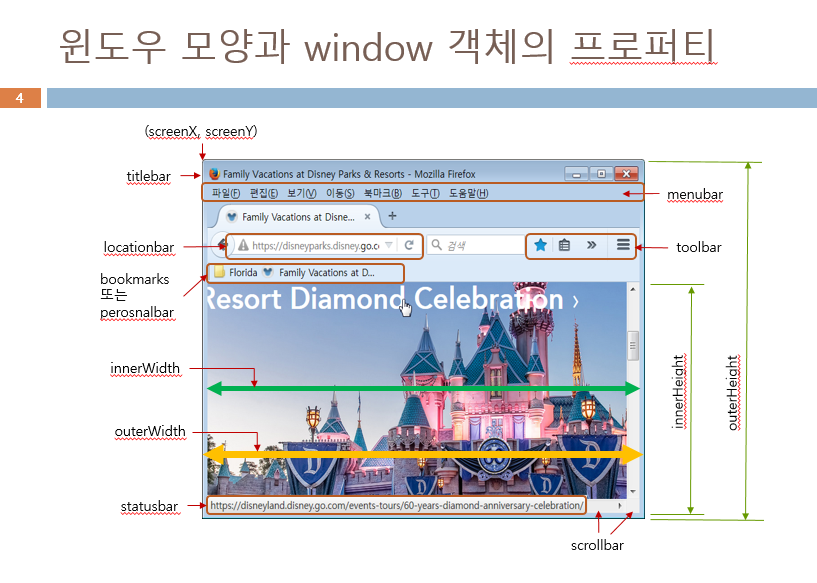 윈도우 모양과 window 객체의 프로퍼티
4
(screenX, screenY)
titlebar
Family Vacations at Disney Parks & Resorts - Mozilla Firefox
파일(F) 편집(E) 보기(V) 이동(S) 북마크(B) 도구(T) 도움말(H)
menubar
Family Vacations at Disne...
locationbar
https://disneyparks.disney.go.c
검색
toolbar
bookmarks
또는
perosnalbar
Florida Family Vacations at D...
Resort Diamond Celebration ›
innerWidth
innerHeight
outerHeight
outerWidth
D
60
D
statusbar
https://disneyland.disney.go.com/events-tours/60-years-diamond-anniversary-celebration/
scrollbar